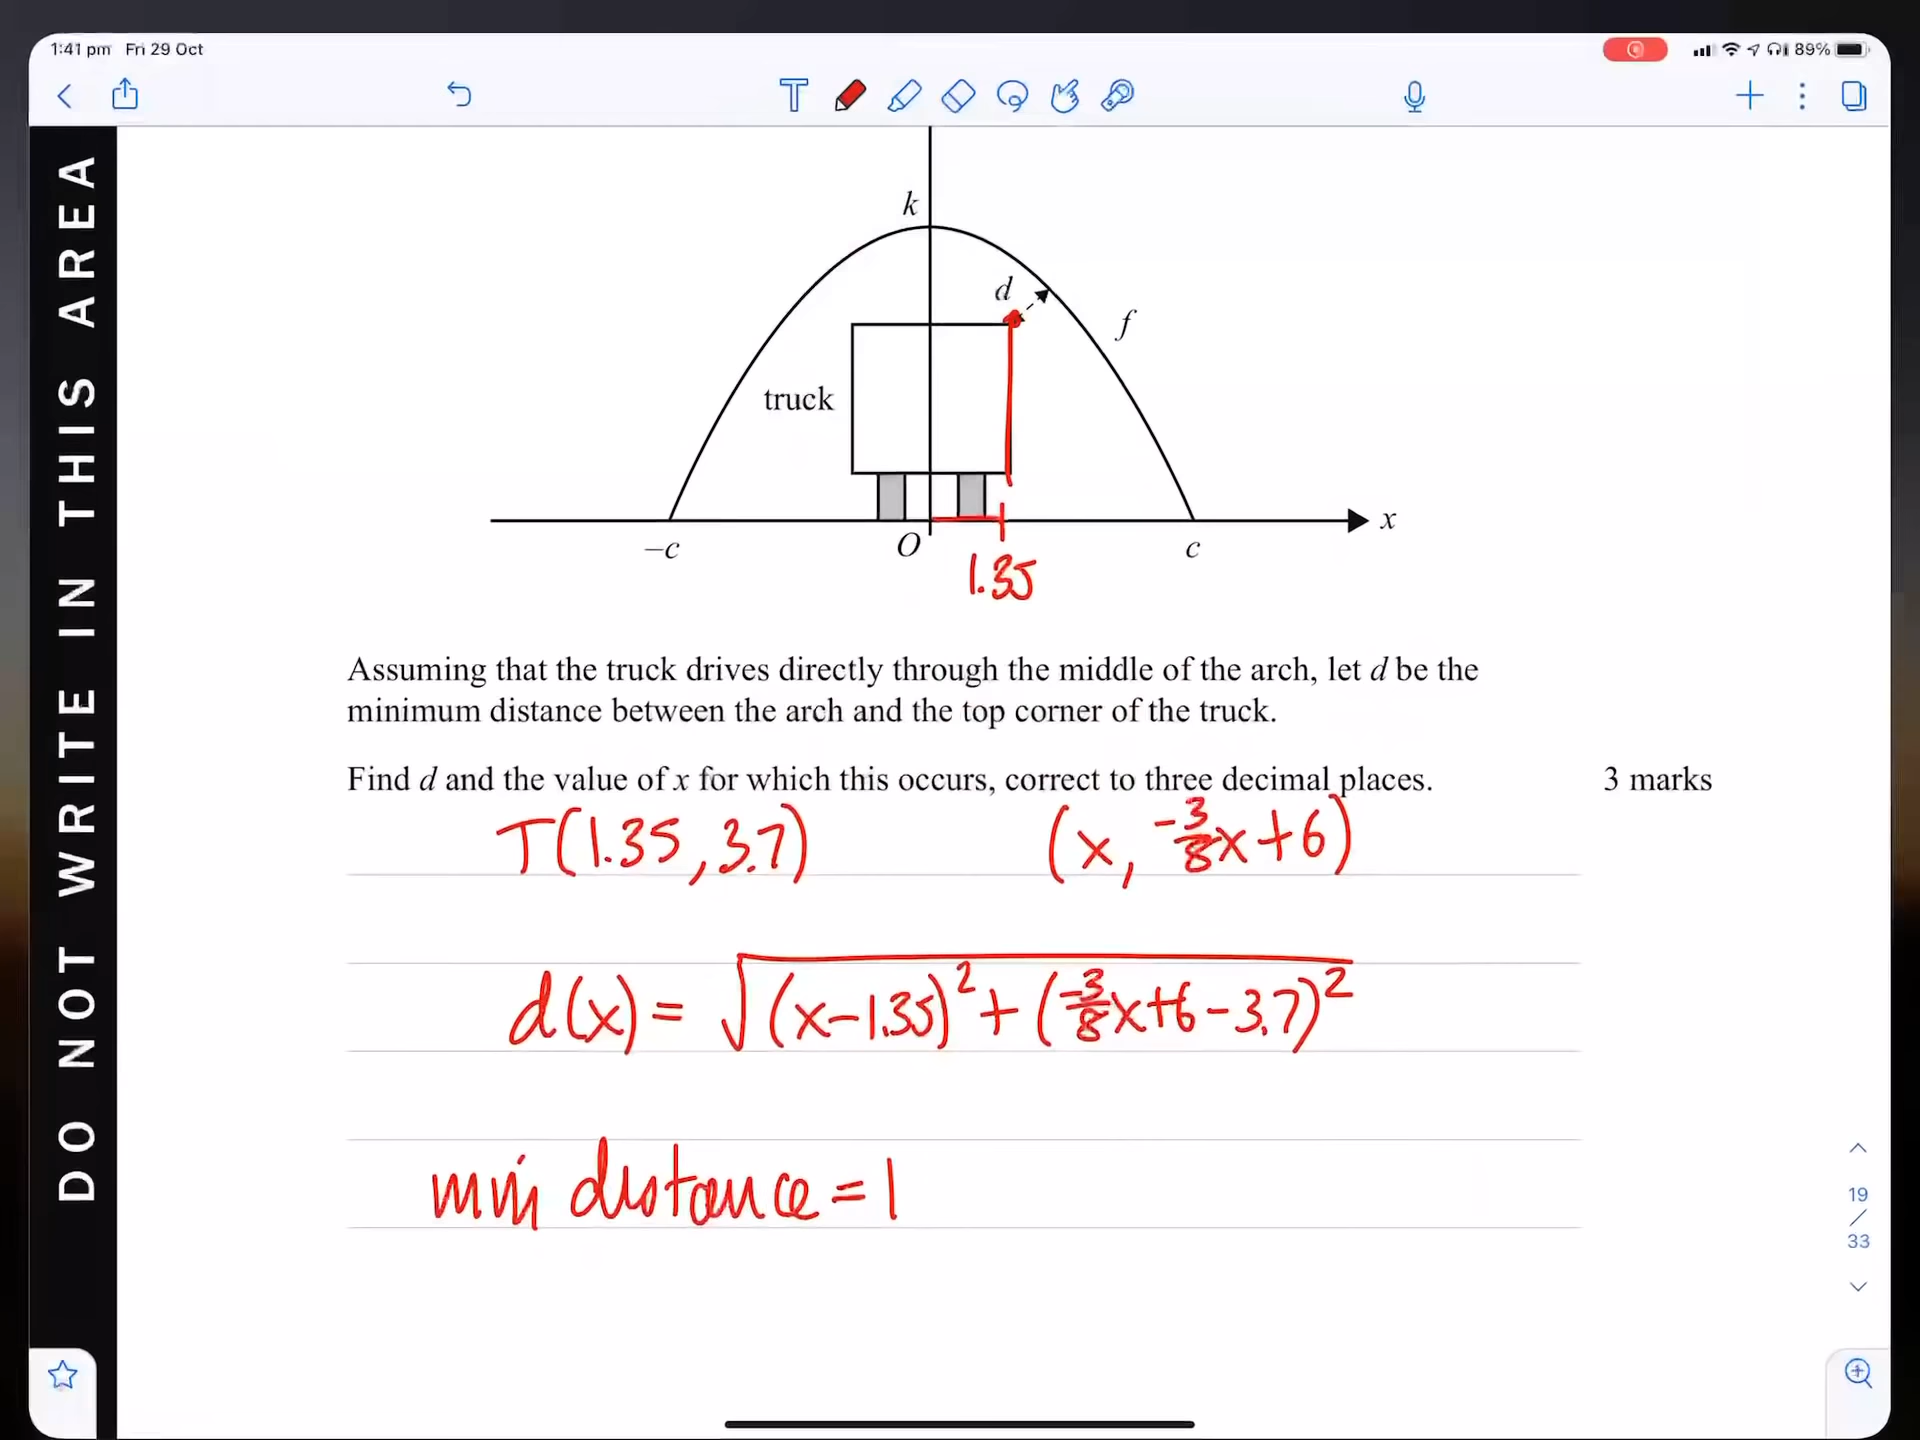 1:41 pm Fri 29 Oct
89%
DO NOT WRITE IN THIS AREA
k
d
f
truck
x
−c
O
c
1.35
Assuming that the truck drives directly through the middle of the arch, let d be the
minimum distance between the arch and the top corner of the truck.
Find d and the value of x for which this occurs, correct to three decimal places.
3 marks
T(1.35, 3.7) (x, -3/8x+6)
d(x) = √(x-1.35)²+(-3/8x+6-3.7)²
min distance = 1
19
/
33